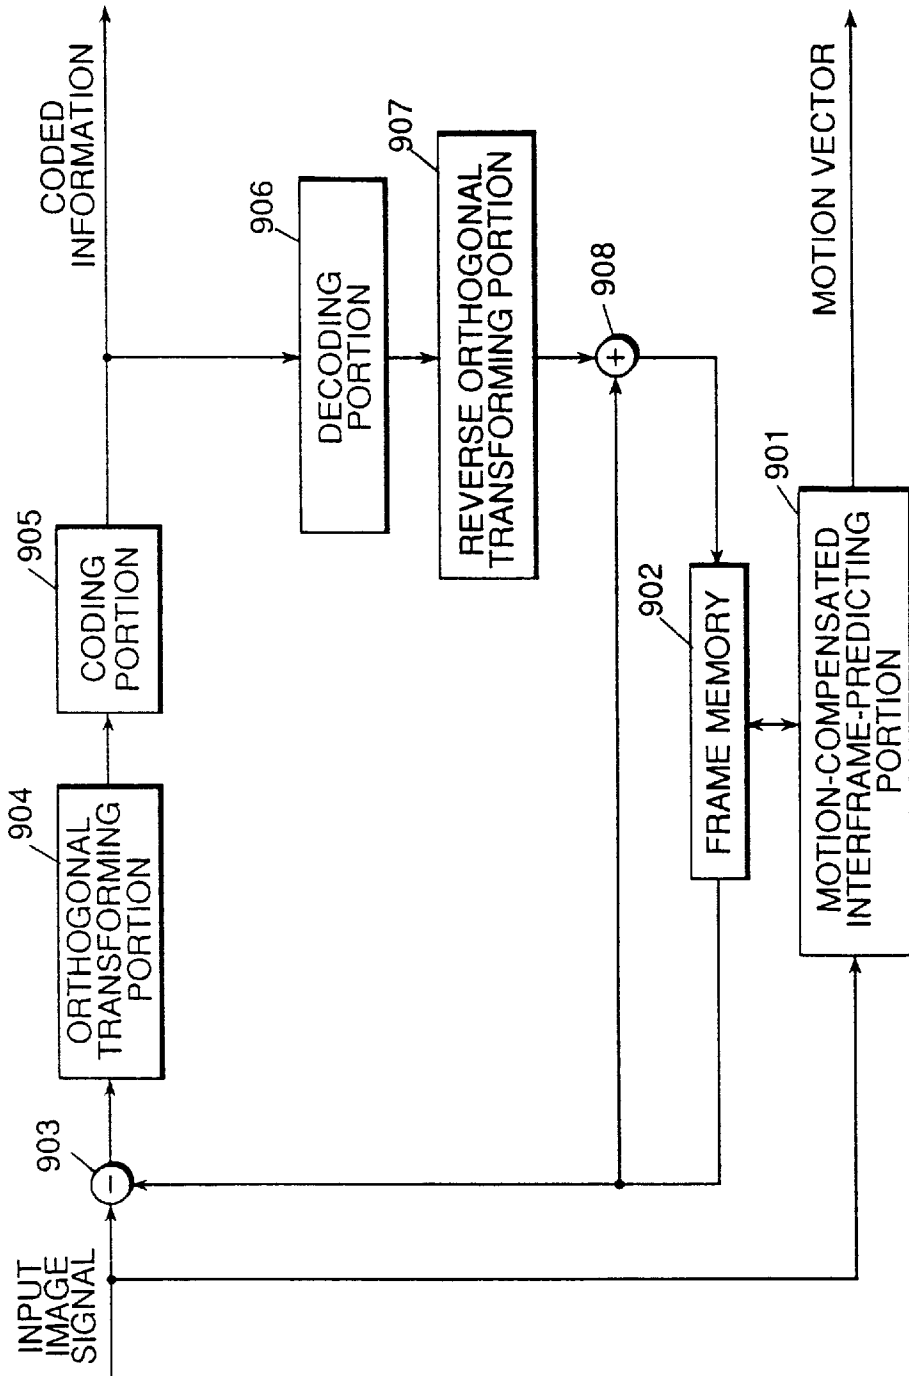 INPUT
IMAGE
SIGNAL
903
904
ORTHOGONAL
TRANSFORMING
PORTION
905
CODING
PORTION
CODED
INFORMATION
906
DECODING
PORTION
907
REVERSE ORTHOGONAL
TRANSFORMING PORTION
908
902
FRAME MEMORY
901
MOTION-COMPENSATED
INTERFRAME-PREDICTING
PORTION
MOTION VECTOR